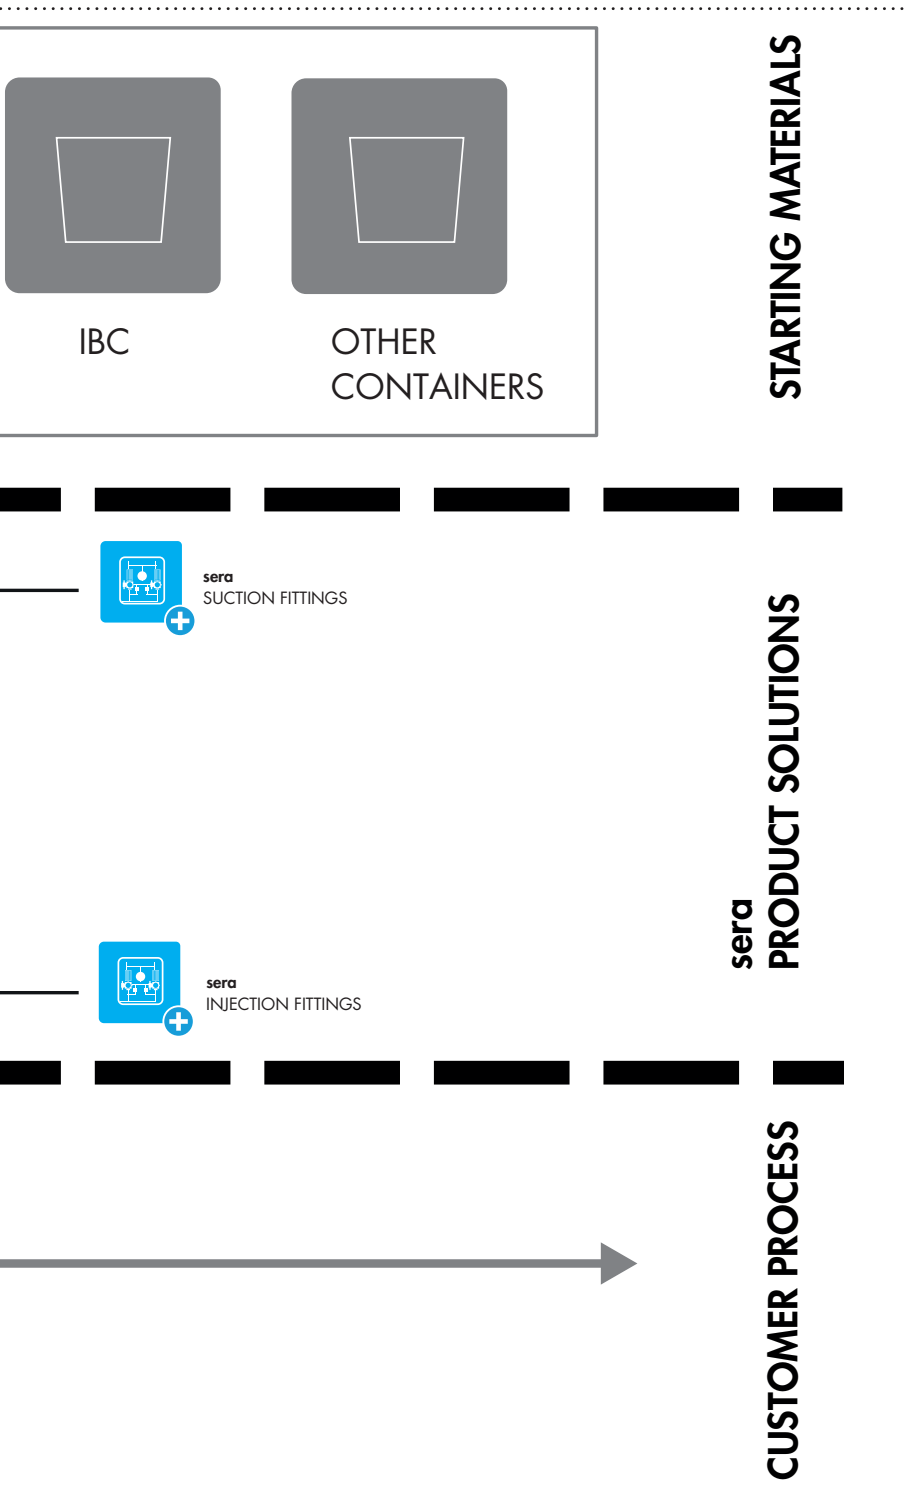 IBC
OTHER
CONTAINERS
STARTING MATERIALS
sera
SUCTION FITTINGS
sera
PRODUCT SOLUTIONS
sera
INJECTION FITTINGS
CUSTOMER PROCESS